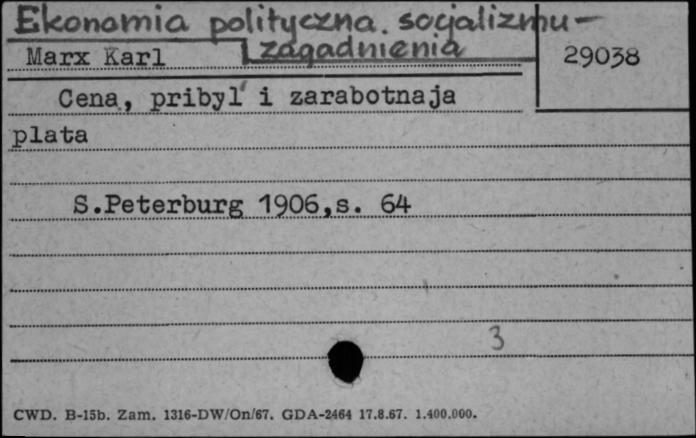 Ekonomia polityczna. socjalizmu -
zagadnienia
Marx Karl
29038
Cena, pribyl' i zarabotnaja
plata
S.Peterburg 1906,s. 64
3
CWD. B-15b. Zam. 1316-DW/On/67. GDA-2464 17.8.67. 1.400.000.